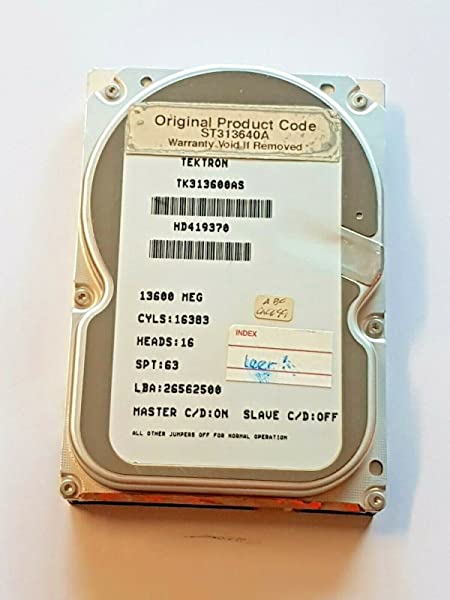 Original Product Code
ST313640A
Warranty Void If Removed
TEKTRON
TK313600AS
HD419370
13600 MEG
CYLS:16383
HEADS:16
SPT:63
LBA:26562500
MASTER C/D:ON SLAVE C/D:OFF
ALL OTHER JUMPERS OFF FOR NORMAL OPERATION
ABC
INDEX
leer